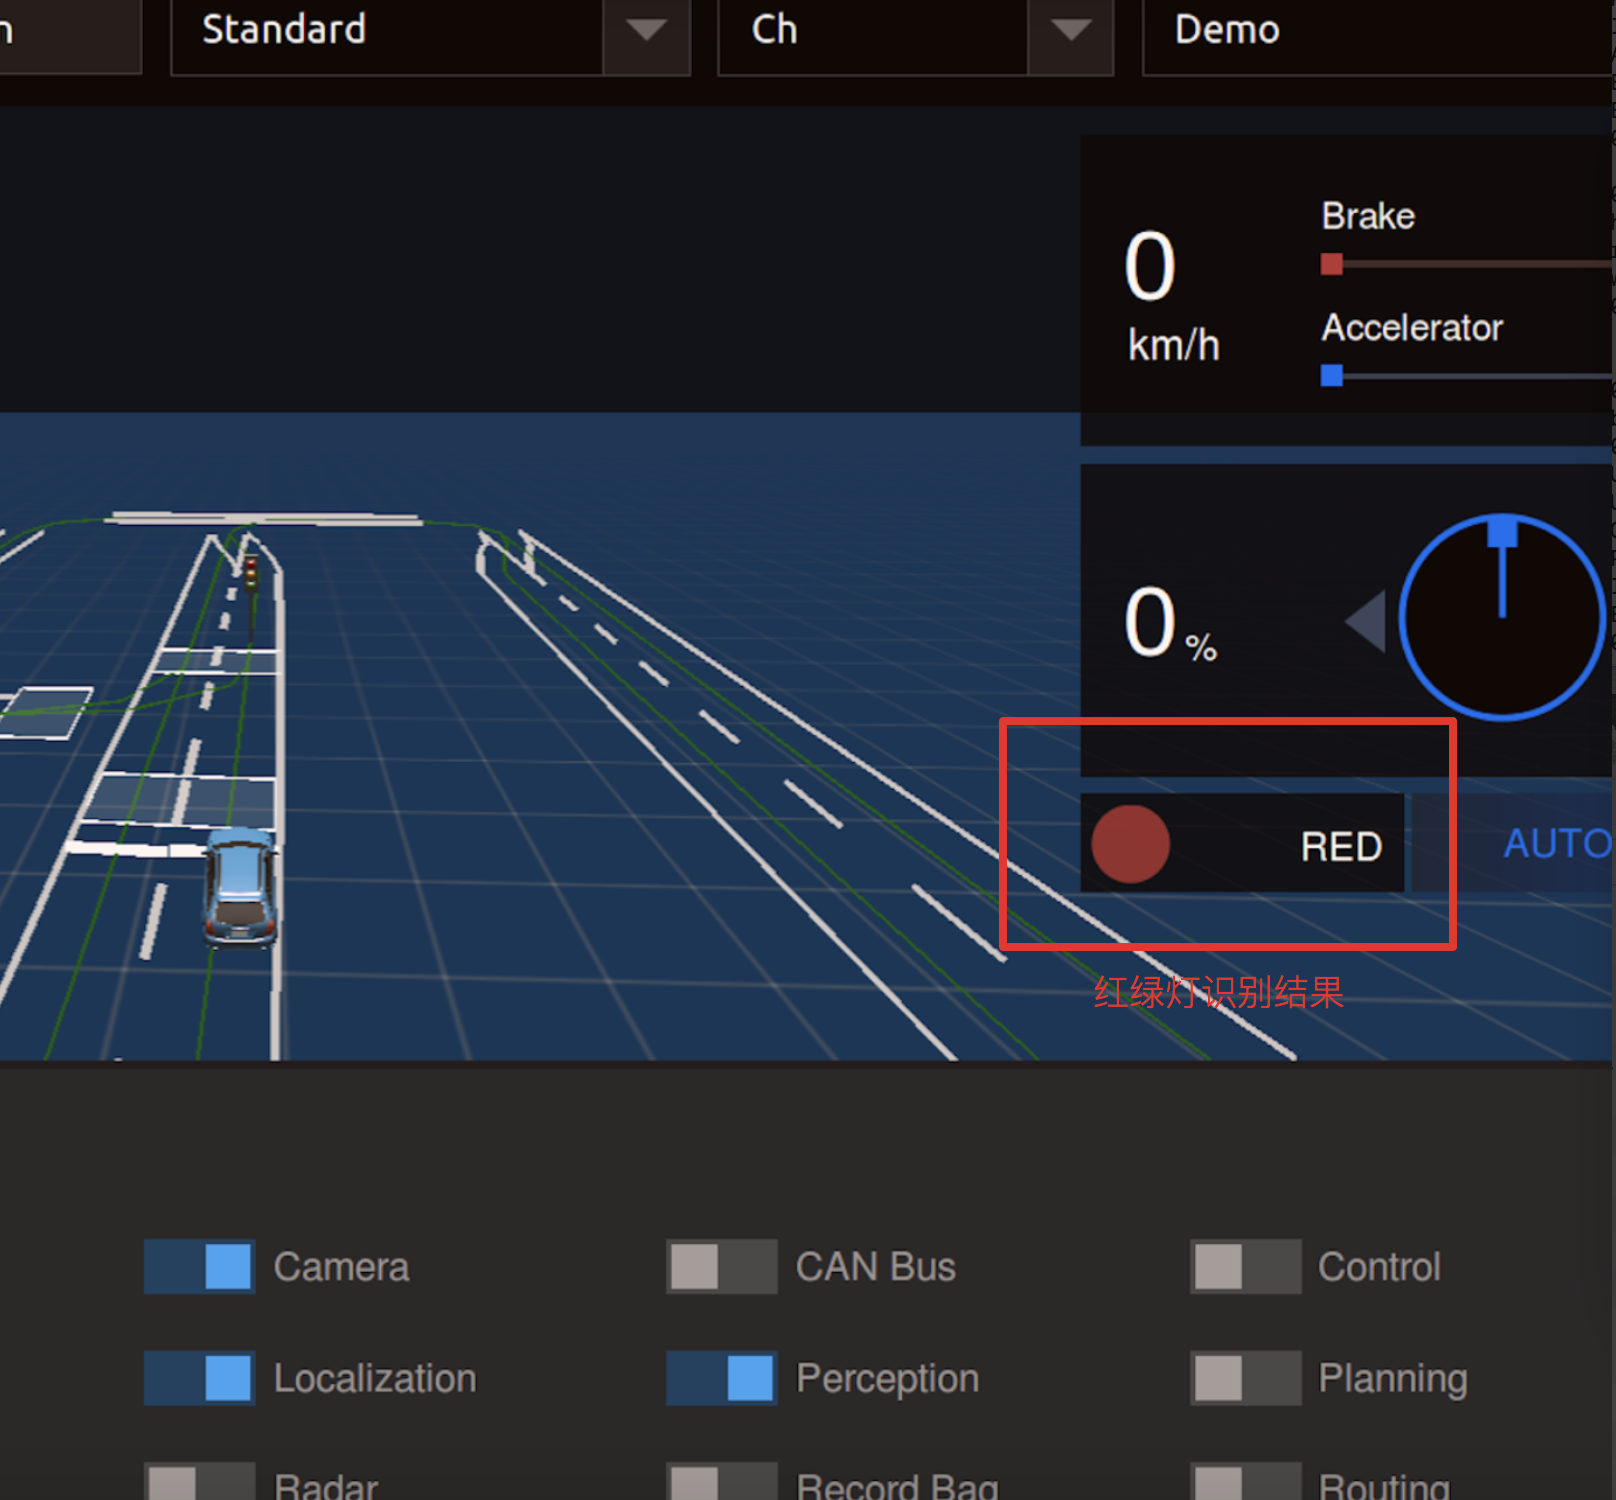 n
Standard
Ch
Demo
Brake
0
km/h
Accelerator
0 %
RED
AUTO
红绿灯识别结果
Camera
CAN Bus
Control
Localization
Perception
Planning
Radar
Record Bag
Routing